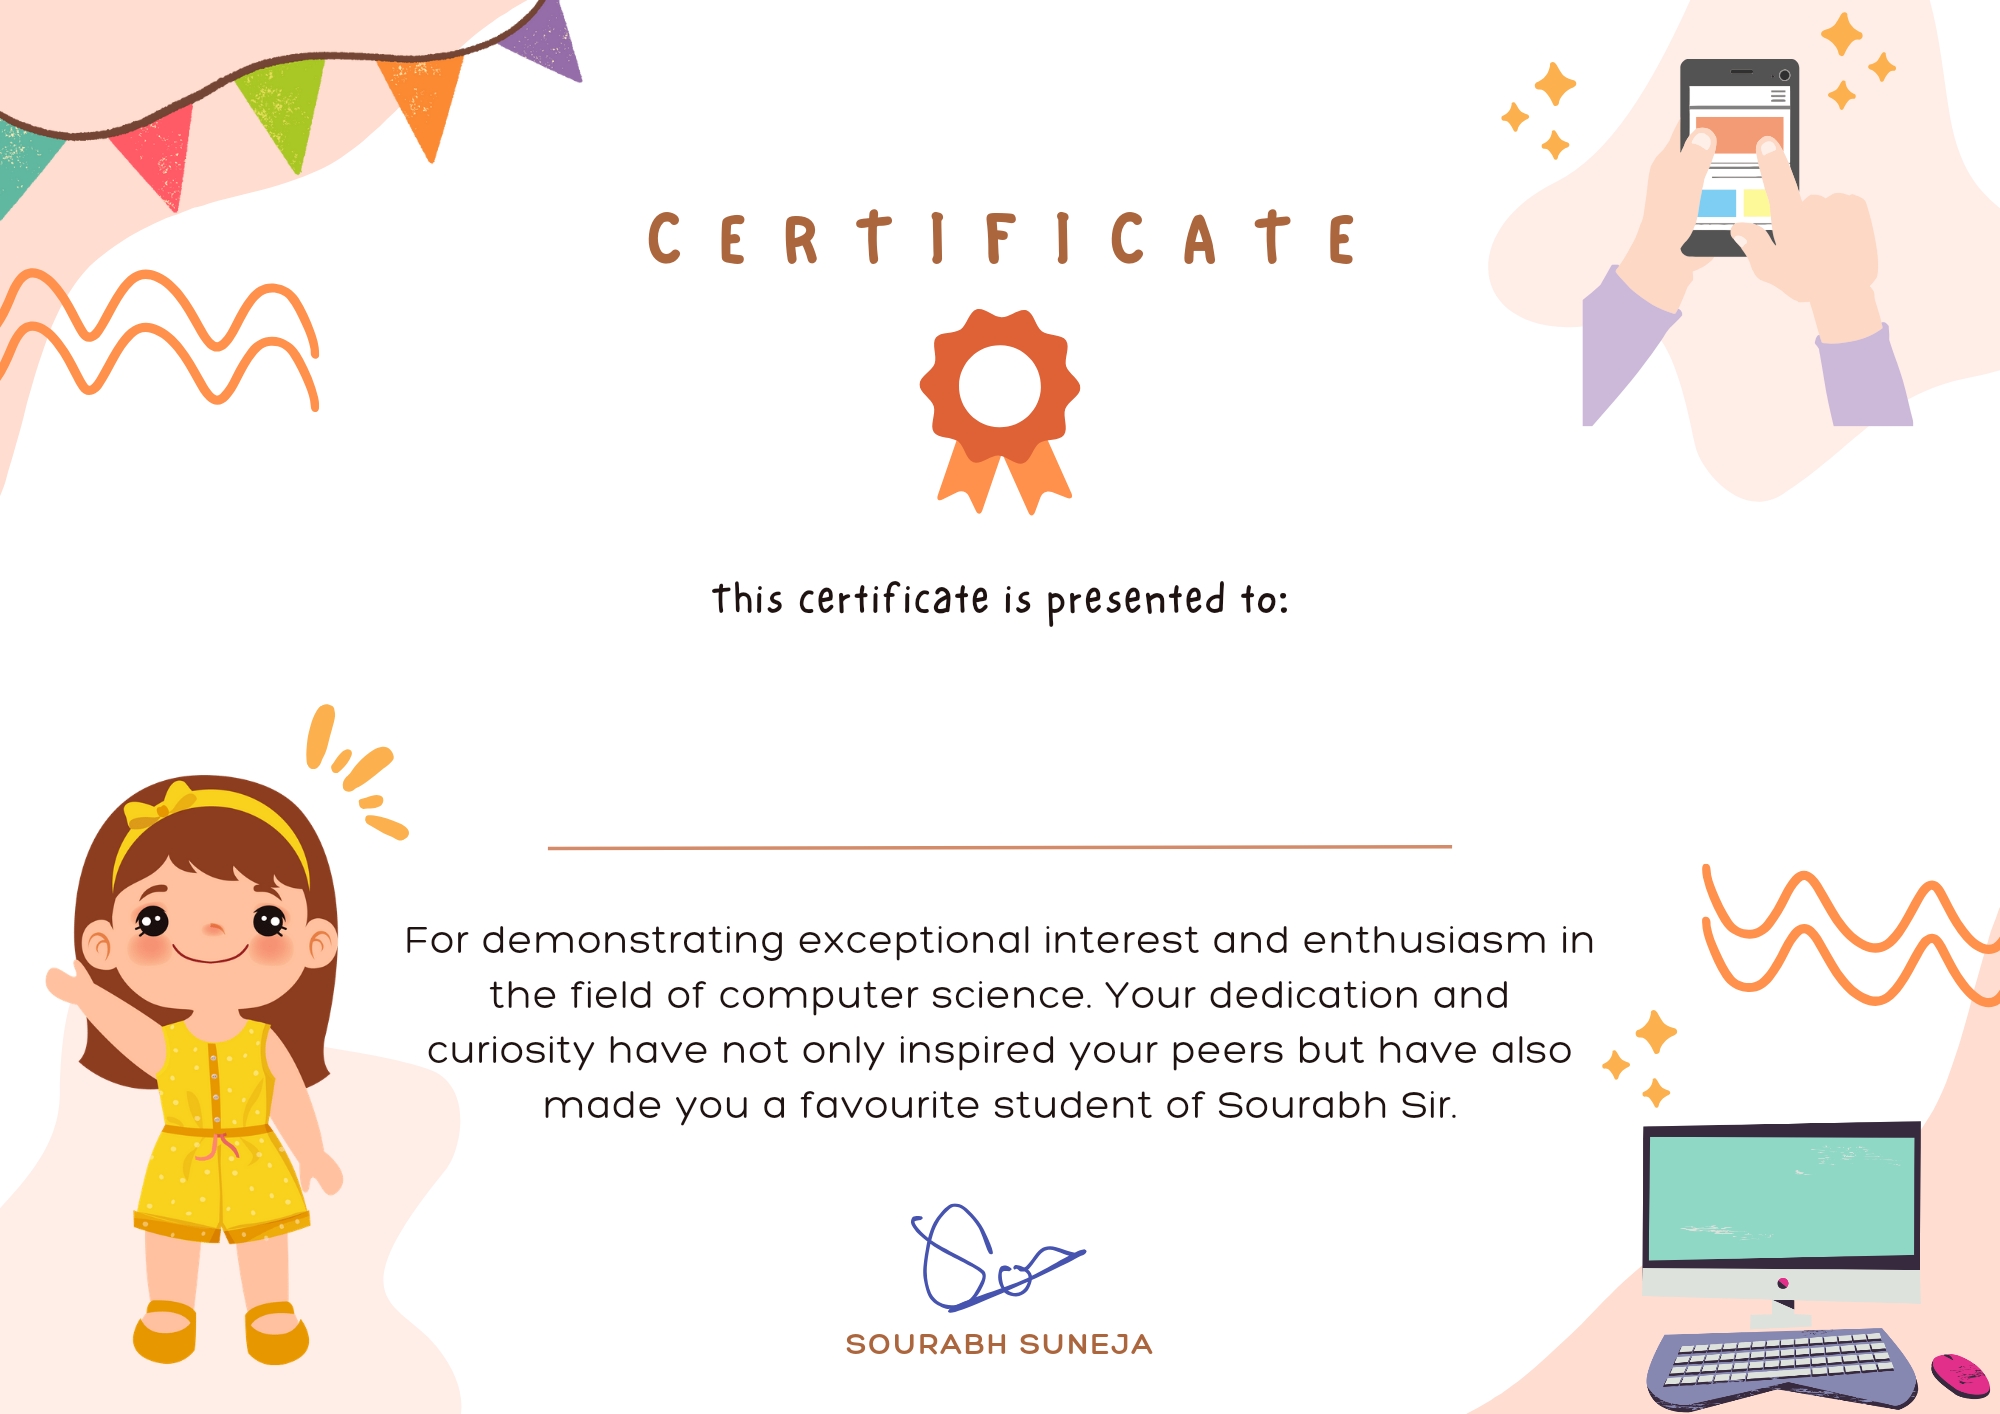 CERTIFICATE
This certificate is presented to:
For demonstrating exceptional interest and enthusiasm in
the field of computer science. Your dedication and
curiosity have not only inspired your peers but have also
made you a favourite student of Sourabh Sir.
SOURABH SUNEJA